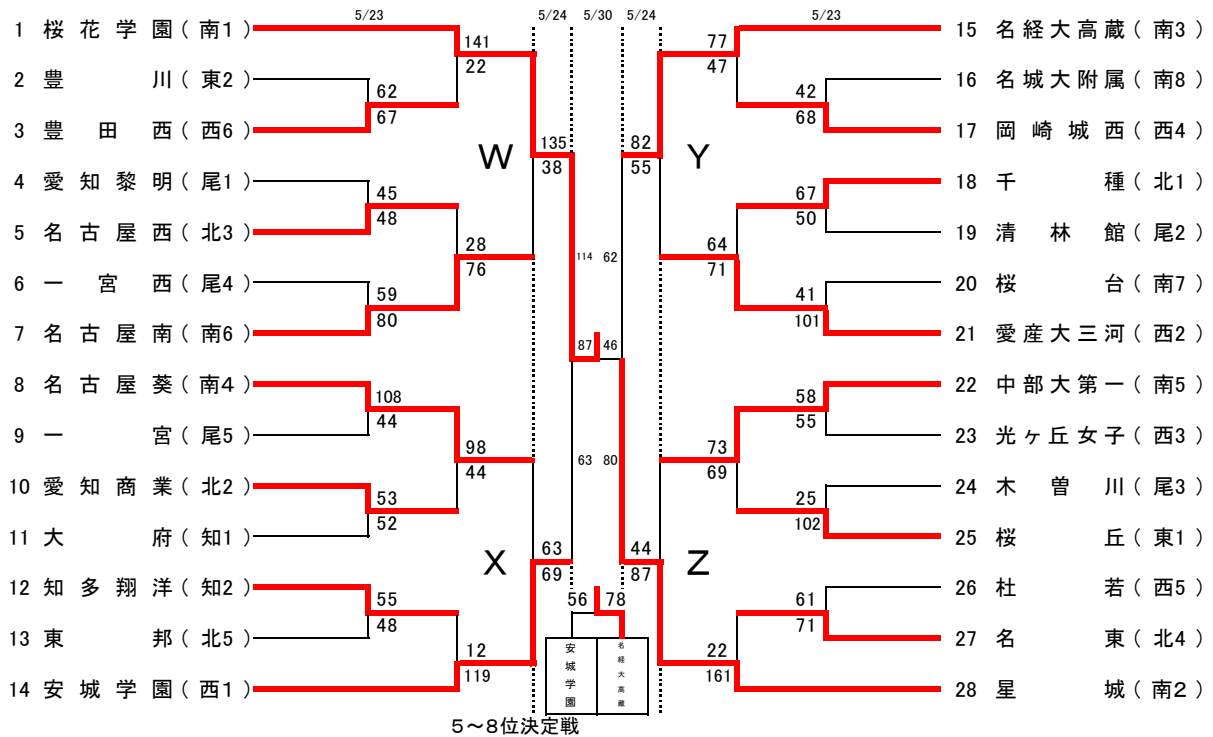 5/23 5/24 5/30 5/24 5/23
1 桜花学園(南1)
2 豊川(東2)
3 豊田西(西6)
4 愛知黎明(尾1)
5 名古屋西(北3)
6 一宮西(尾4)
7 名古屋南(南6)
8 名古屋葵(南4)
9 一宮(尾5)
10 愛知商業(北2)
11 大府(知1)
12 知多翔洋(知2)
13 東邦(北5)
14 安城学園(西1)
62
67
45
48
59
80
108
44
53
52
55
48
141
22
28
76
98
44
12
119
W
X
135
38
63
69
114 62
87 46
63 80
56 78
安城学園
名経大高蔵
5～8位決定戦
82
55
44
87
Y
Z
77
47
64
71
73
69
22
161
42
68
67
50
41
101
58
55
25
102
61
71
15 名経大高蔵(南3)
16 名城大附属(南8)
17 岡崎城西(西4)
18 千種(北1)
19 清林館(尾2)
20 桜台(南7)
21 愛産大三河(西2)
22 中部大第一(南5)
23 光ヶ丘女子(西3)
24 木曽川(尾3)
25 桜丘(東1)
26 杜若(西5)
27 名東(北4)
28 星城(南2)